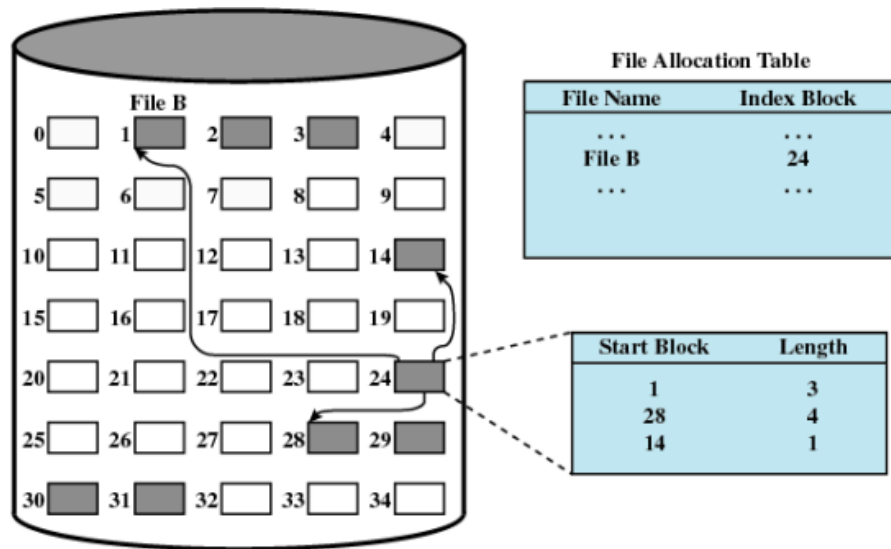 File Allocation Table
File Name Index Block
... ...
File B 24
... ...
File B
0 1 2 3 4
5 6 7 8 9
10 11 12 13 14
15 16 17 18 19
20 21 22 23 24
25 26 27 28 29
30 31 32 33 34
Start Block Length
1 3
28 4
14 1